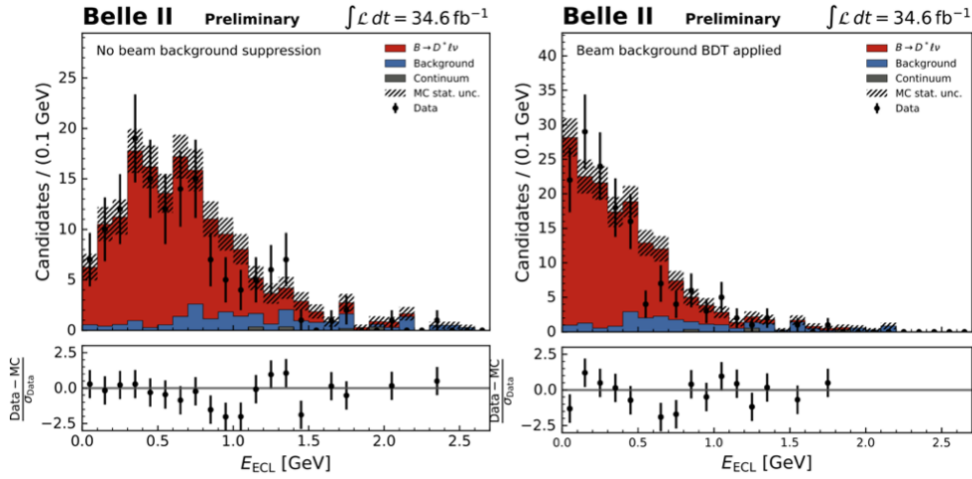 Belle II Preliminary ∫ℒ dt = 34.6 fb⁻¹
No beam background suppression
B → D*ℓν
Background
Continuum
MC stat. unc.
Data
Candidates / (0.1 GeV)
25
20
15
10
5
0
Data − MC
σData
2.5
0.0
−2.5
0.0 0.5 1.0 1.5 2.0 2.5
E_ECL [GeV]
Belle II Preliminary ∫ℒ dt = 34.6 fb⁻¹
Beam background BDT applied
B → D*ℓν
Background
Continuum
MC stat. unc.
Data
Candidates / (0.1 GeV)
40
35
30
25
20
15
10
5
0
Data − MC
σData
2.5
0.0
−2.5
0.0 0.5 1.0 1.5 2.0 2.5
E_ECL [GeV]